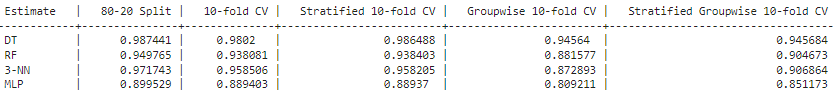 Estimate | 80-20 Split | 10-fold CV | Stratified 10-fold CV | Groupwise 10-fold CV | Stratified Groupwise 10-fold CV
DT | 0.987441 | 0.9802 | 0.986488 | 0.94564 | 0.945684
RF | 0.949765 | 0.938081 | 0.938403 | 0.881577 | 0.904673
3-NN | 0.971743 | 0.958506 | 0.958205 | 0.872893 | 0.906864
MLP | 0.899529 | 0.889403 | 0.88937 | 0.809211 | 0.851173